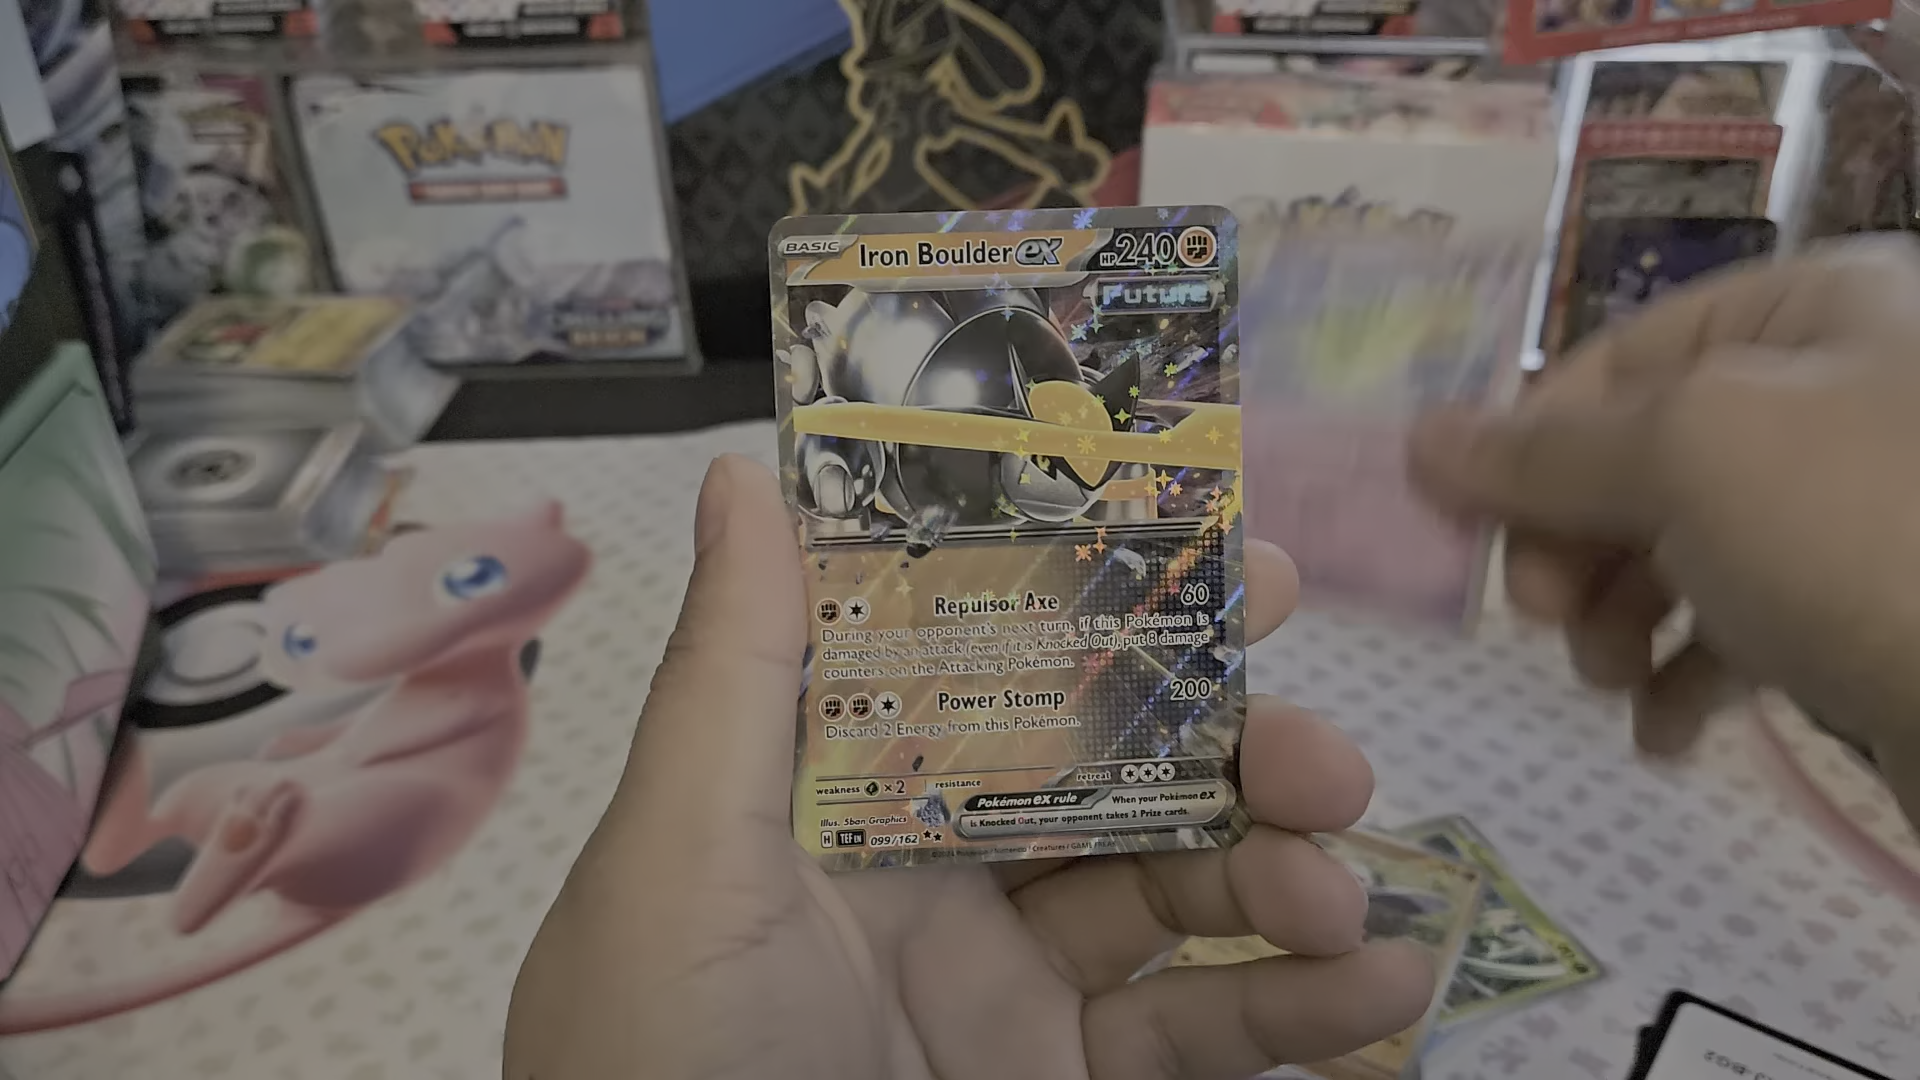 POKÉMON
BASIC Iron Boulder ex HP 240
Future
Repulsor Axe 60
During your opponent's next turn, if this Pokémon is
damaged by an attack (even if it is Knocked Out), put 8 damage
counters on the Attacking Pokémon.
Power Stomp 200
Discard 2 Energy from this Pokémon.
weakness ×2 resistance retreat
Pokémon ex rule When your Pokémon ex
is Knocked Out, your opponent takes 2 Prize cards.
Illus. 5ban Graphics
H TEF EN 099/162